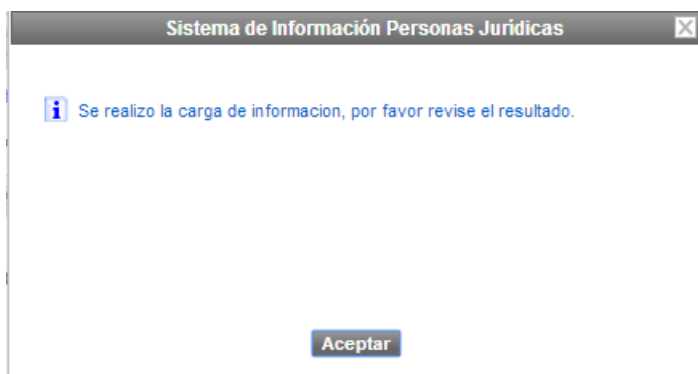 Sistema de Información Personas Jurídicas
Se realizo la carga de informacion, por favor revise el resultado.
Aceptar